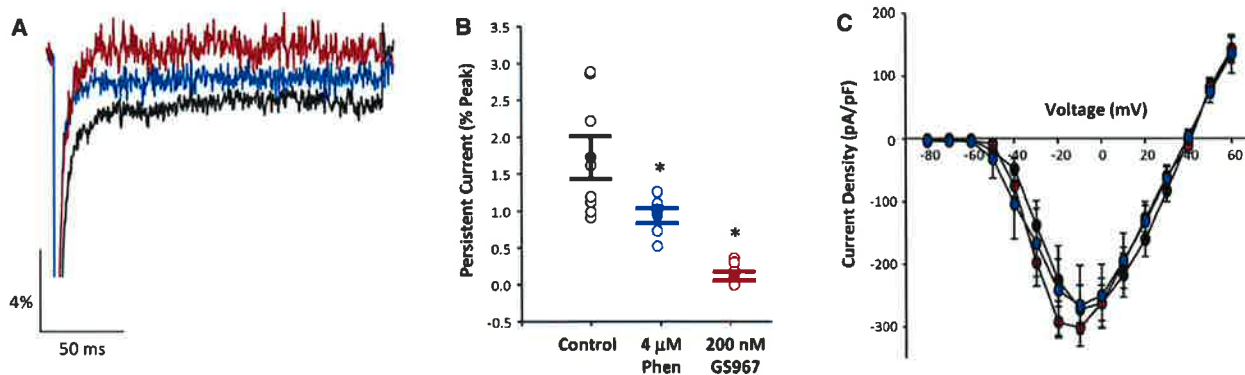 A
4%
50 ms
B
Persistent Current (% Peak)
3.5
3.0
2.5
2.0
1.5
1.0
0.5
0.0
-0.5
*
*
Control
4 μM
Phen
200 nM
GS967
C
Current Density (pA/pF)
Voltage (mV)
200
100
0
-100
-200
-300
-80
-60
-40
-20
0
20
40
60